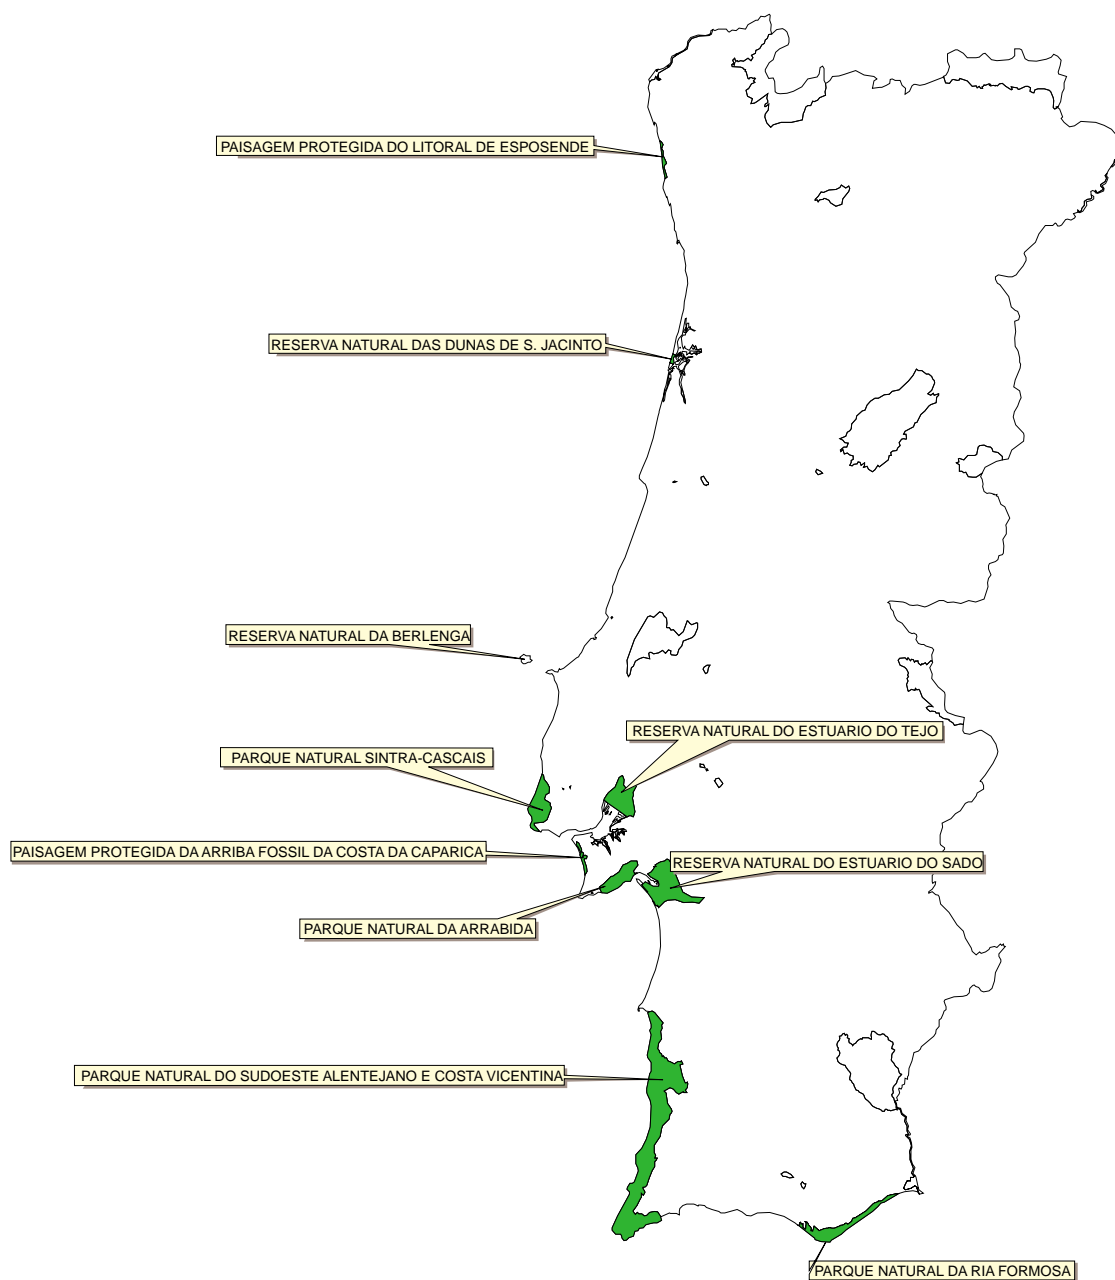 PAISAGEM PROTEGIDA DO LITORAL DE ESPOSENDE
RESERVA NATURAL DAS DUNAS DE S. JACINTO
RESERVA NATURAL DA BERLENGA
RESERVA NATURAL DO ESTUARIO DO TEJO
PARQUE NATURAL SINTRA-CASCAIS
PAISAGEM PROTEGIDA DA ARRIBA FOSSIL DA COSTA DA CAPARICA
RESERVA NATURAL DO ESTUARIO DO SADO
PARQUE NATURAL DA ARRABIDA
PARQUE NATURAL DO SUDOESTE ALENTEJANO E COSTA VICENTINA
PARQUE NATURAL DA RIA FORMOSA